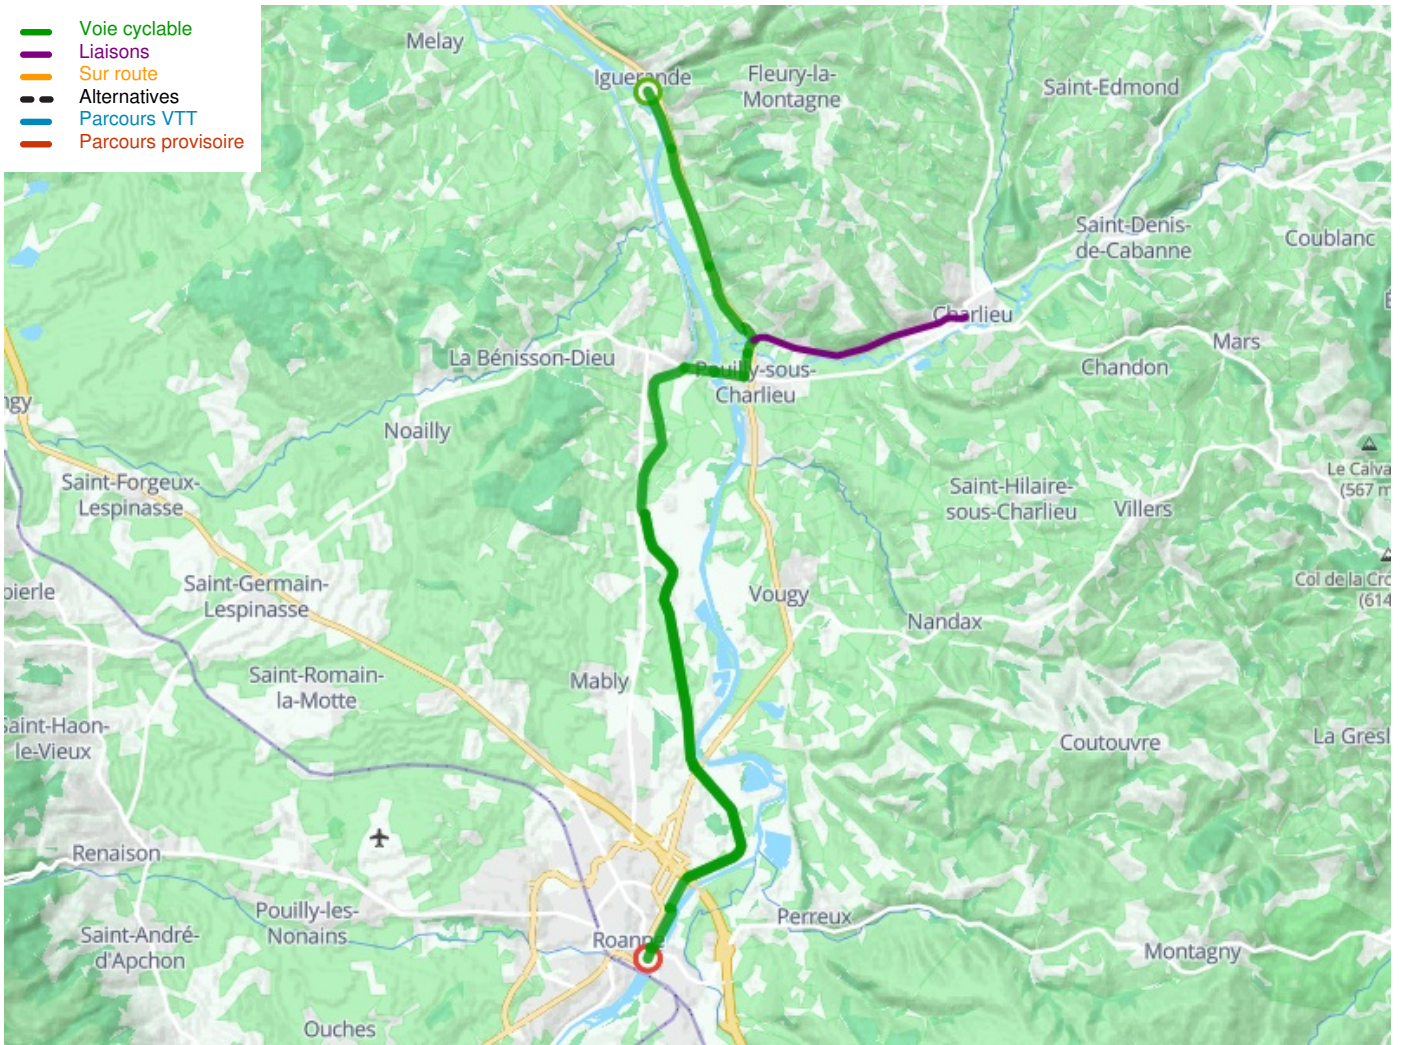 Voie cyclable
Liaisons
Sur route
Alternatives
Parcours VTT
Parcours provisoire
Melay
Iguerande
Fleury-la-
Montagne
Saint-Edmond
Saint-Denis-
de-Cabanne
Coublanc
Charlieu
Mars
La Bénisson-Dieu
Pouilly-sous-
Charlieu
Chandon
ngy
Noailly
Le Calva
(567 m
Saint-Forgeux-
Lespinasse
Saint-Hilaire-
sous-Charlieu
Villers
Col de la Cro
(614
bierle
Saint-Germain-
Lespinasse
Vougy
Nandax
Saint-Romain-
la-Motte
Mably
Saint-Haon-
le-Vieux
Coutouvre
La Gresl
Renaison
Pouilly-les-
Nonains
Perreux
Saint-André-
d'Apchon
Roanne
Montagny
Ouches